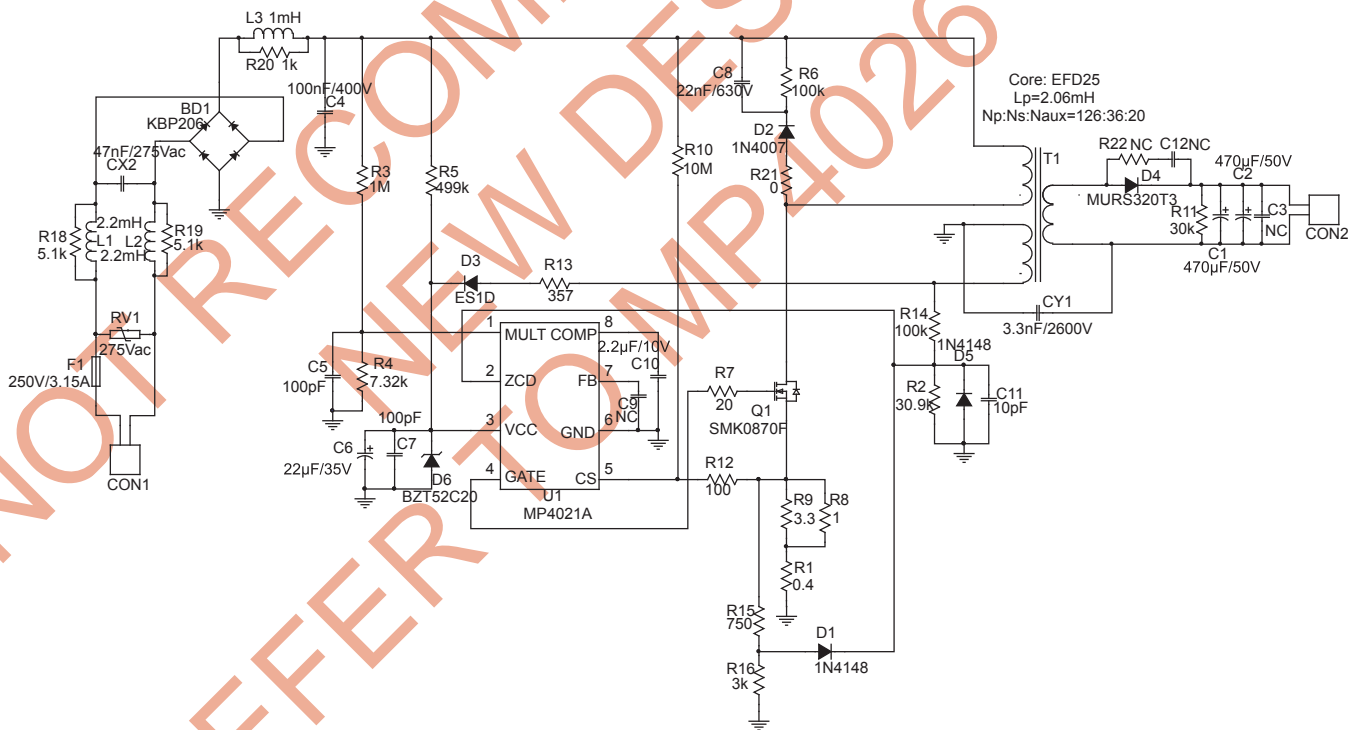 L3 1mH
R20 1k
100nF/400V
C4
BD1
KBP206
47nF/275Vac
CX2
2.2mH
R18
5.1k
L1
L2
2.2mH
R19
5.1k
RV1
275Vac
F1
250V/3.15A
CON1
R3
1M
R5
499k
R10
10M
C8
22nF/630V
R6
100k
D2
1N4007
R21
0
Core: EFD25
Lp=2.06mH
Np:Ns:Naux=126:36:20
T1
R22 NC
C12NC
D4
MURS320T3
470µF/50V
C2
R11
30k
C1
470µF/50V
C3
NC
CON2
CY1
3.3nF/2600V
D3
ES1D
R13
357
R14
100k
1N4148
D5
R2
30.9k
C11
10pF
C5
100pF
R4
7.32k
1
MULT COMP
8
2.2µF/10V
C10
2
ZCD
FB
7
C9
NC
3
VCC
GND
6
4
GATE
CS
5
U1
MP4021A
100pF
C6
22µF/35V
C7
D6
BZT52C20
R7
20
Q1
SMK0870F
R12
100
R9
3.3
R8
1
R1
0.4
R15
750
D1
1N4148
R16
3k
NOT RECOM
NEW DES
REFER TO MP4026